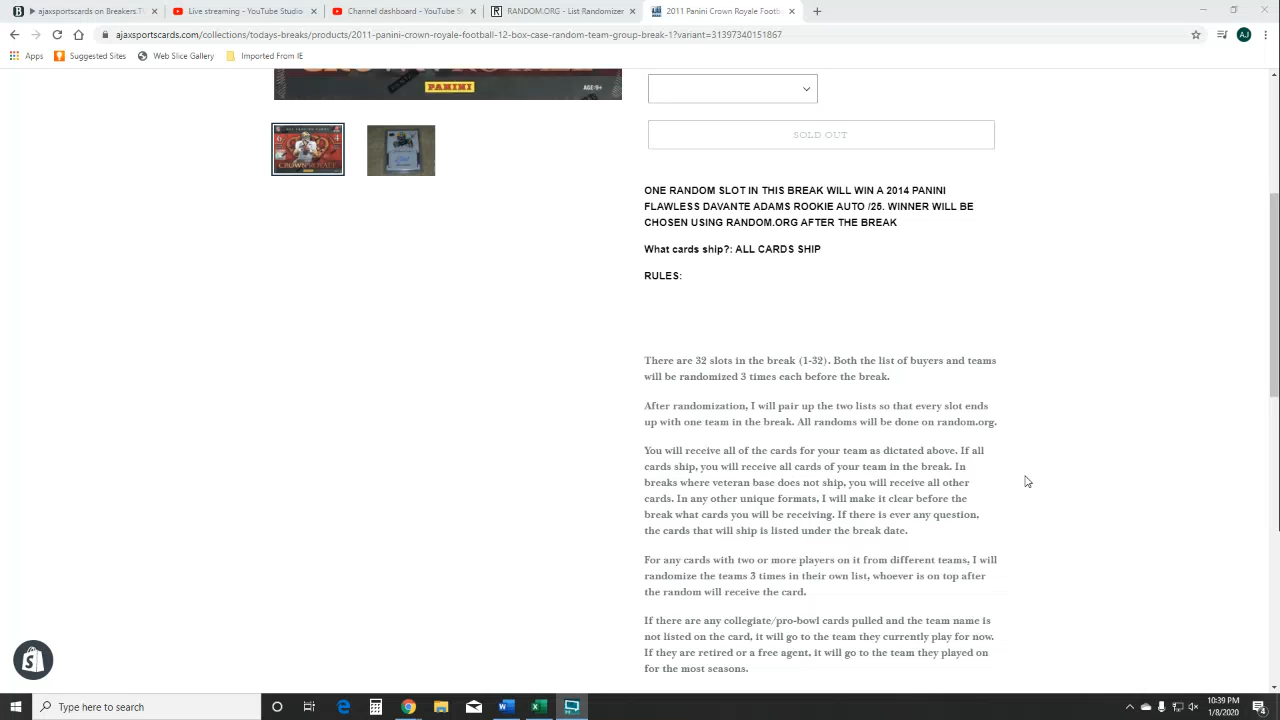 ajaxsportscards on Breakers.T
Live streaming - YouTube Studio
Channel dashboard - YouTube St
RANDOM.ORG - List Randomizer
2011 Panini Crown Royale Footb
ajaxsportscards.com/collections/todays-breaks/products/2011-panini-crown-royale-football-12-box-case-random-team-group-break-1?variant=31397340151867
AJ
Apps
Suggested Sites
Web Slice Gallery
Imported From IE
PANINI
AGE:9+
CROWN ROYALE
SOLD OUT
ONE RANDOM SLOT IN THIS BREAK WILL WIN A 2014 PANINI
FLAWLESS DAVANTE ADAMS ROOKIE AUTO /25. WINNER WILL BE
CHOSEN USING RANDOM.ORG AFTER THE BREAK
What cards ship?: ALL CARDS SHIP
RULES:
There are 32 slots in the break (1-32). Both the list of buyers and teams
will be randomized 3 times each before the break.
After randomization, I will pair up the two lists so that every slot ends
up with one team in the break. All randoms will be done on random.org.
You will receive all of the cards for your team as dictated above. If all
cards ship, you will receive all cards of your team in the break. In
breaks where veteran base does not ship, you will receive all other
cards. In any other unique formats, I will make it clear before the
break what cards you will be receiving. If there is ever any question,
the cards that will ship is listed under the break date.
For any cards with two or more players on it from different teams, I will
randomize the teams 3 times in their own list, whoever is on top after
the random will receive the card.
If there are any collegiate/pro-bowl cards pulled and the team name is
not listed on the card, it will go to the team they currently play for now.
If they are retired or a free agent, it will go to the team they played on
for the most seasons.
Type here to search
10:39 PM
1/8/2020